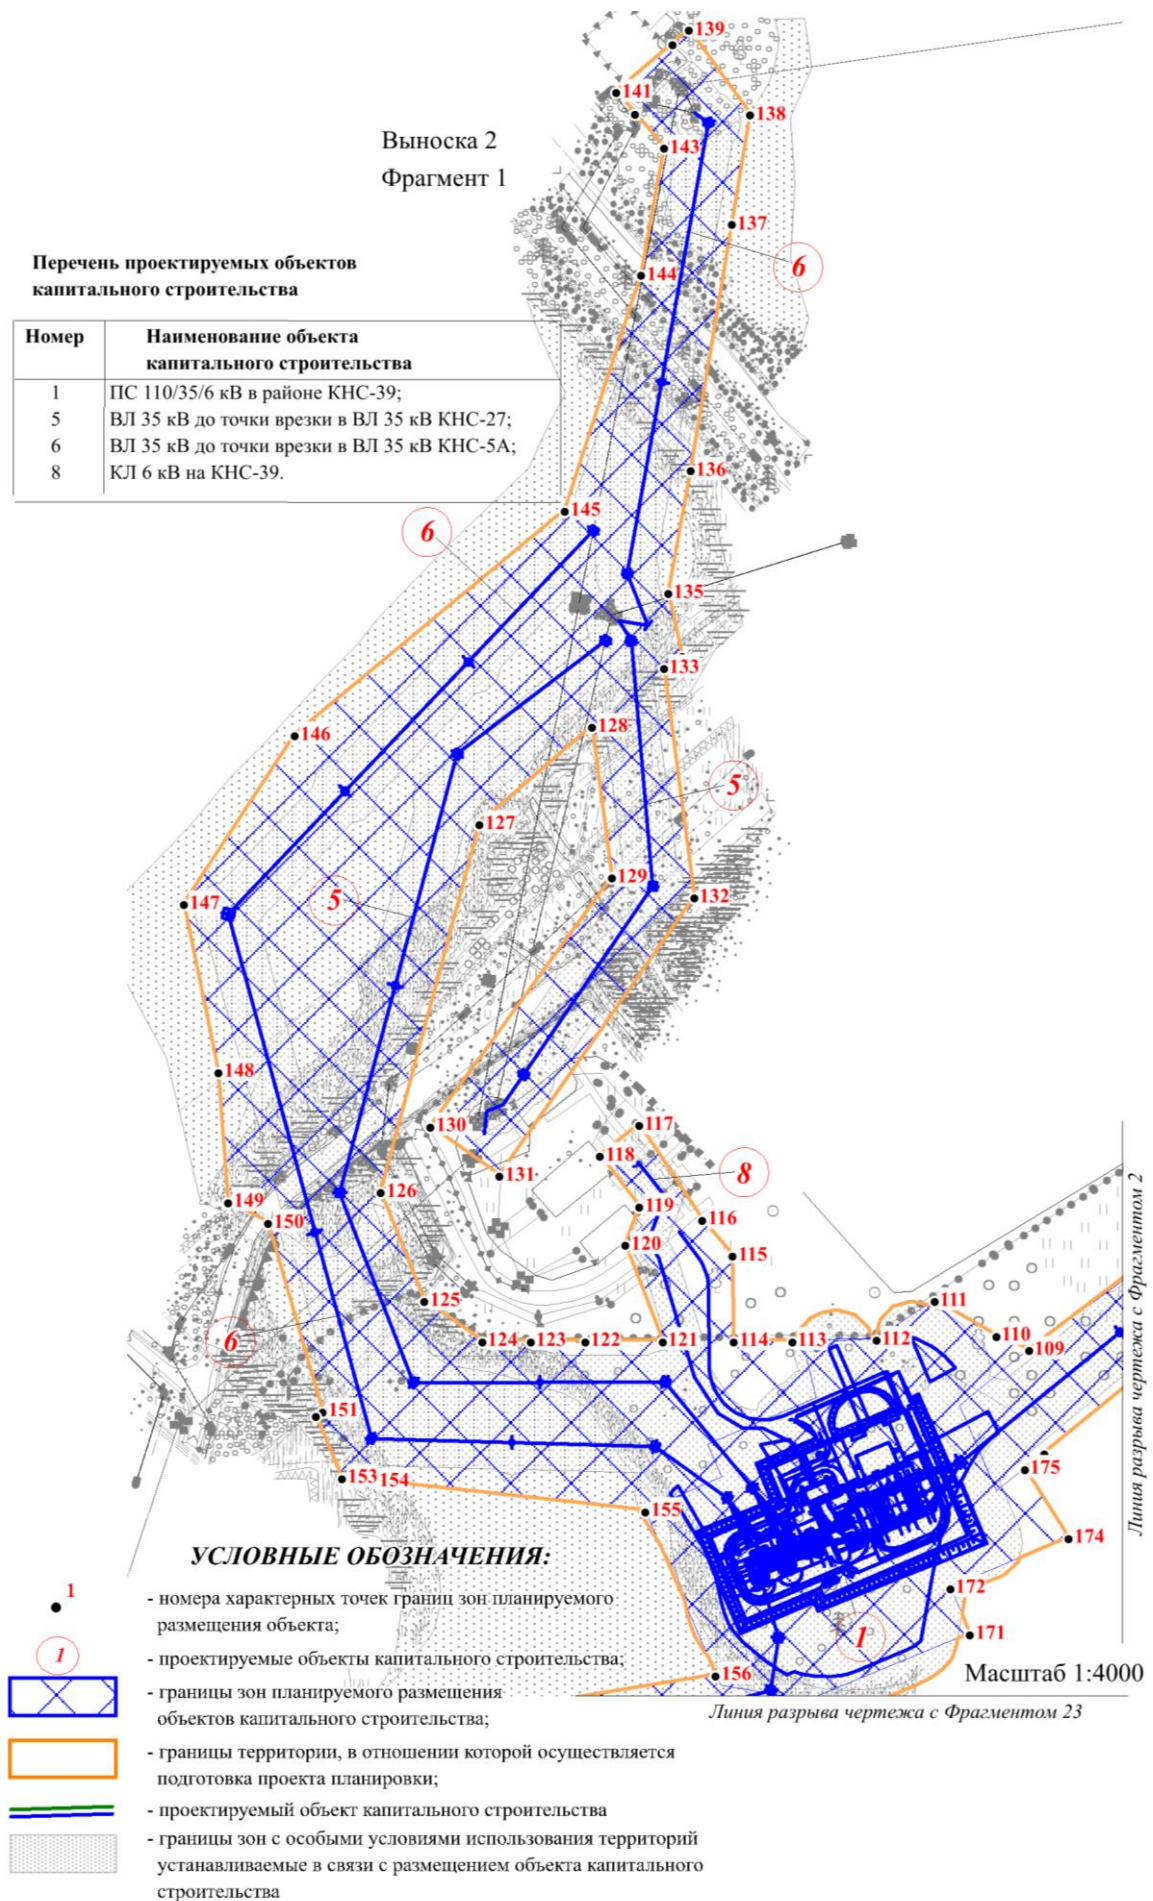 139
141
138
Выноска 2
143
Фрагмент 1
137
6
144
Перечень проектируемых объектов
капитального строительства
Номер
Наименование объекта
капитального строительства
1 ПС 110/35/6 кВ в районе КНС-39;
5 ВЛ 35 кВ до точки врезки в ВЛ 35 кВ КНС-27;
6 ВЛ 35 кВ до точки врезки в ВЛ 35 кВ КНС-5А;
8 КЛ 6 кВ на КНС-39.
136
145
6
135
133
128
146
5
127
129
132
147
5
148
130
117
131
118
8
126
119
149
116
150
120
115
125
111
6
124
123
122
121
114
113
112
110
109
Линия разрыва чертежа с Фрагментом 2
151
175
153
154
155
174
УСЛОВНЫЕ ОБОЗНАЧЕНИЯ:
172
1
- номера характерных точек границ зон планируемого
размещения объекта;
1
171
1
- проектируемые объекты капитального строительства;
156
Масштаб 1:4000
- границы зон планируемого размещения
объектов капитального строительства;
Линия разрыва чертежа с Фрагментом 23
- границы территории, в отношении которой осуществляется
подготовка проекта планировки;
- проектируемый объект капитального строительства
- границы зон с особыми условиями использования территорий
устанавливаемые в связи с размещением объекта капитального
строительства